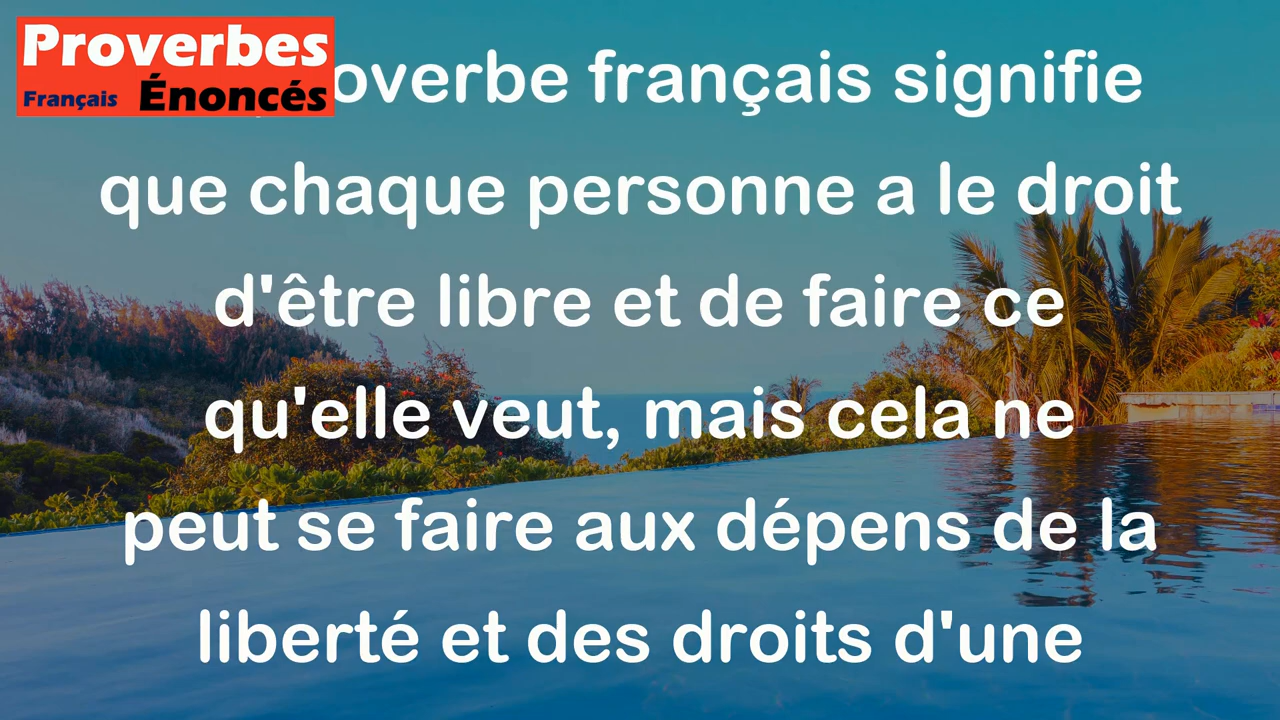 Proverbes
Français Énoncés
français signifie
que chaque personne a le droit
d'être libre et de faire ce
qu'elle veut, mais cela ne
peut se faire aux dépens de la
liberté et des droits d'une